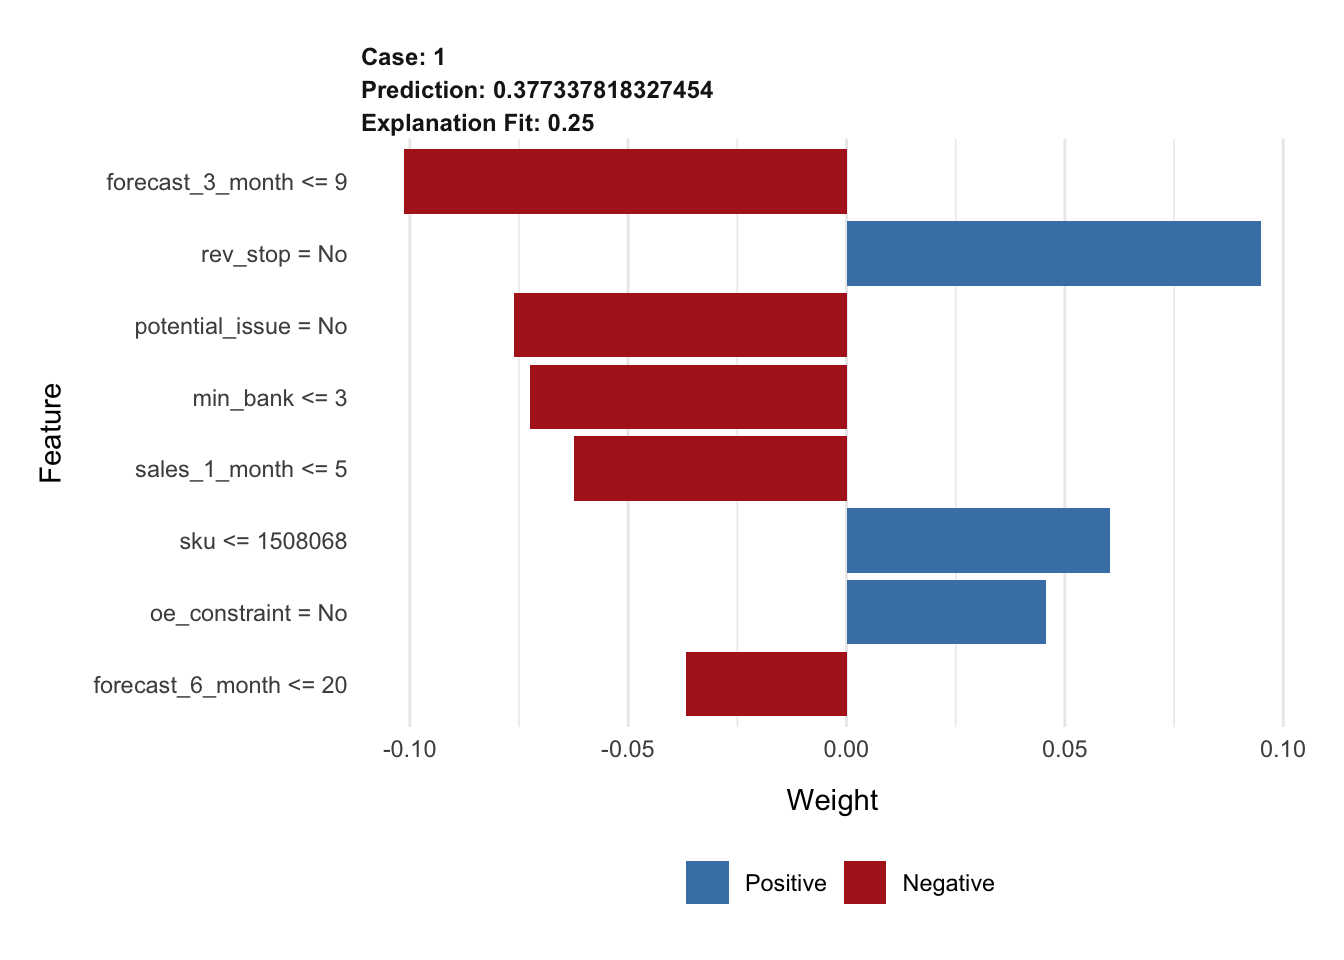 Case: 1
Prediction: 0.377337818327454
Explanation Fit: 0.25
Feature
forecast_3_month <= 9
rev_stop = No
potential_issue = No
min_bank <= 3
sales_1_month <= 5
sku <= 1508068
oe_constraint = No
forecast_6_month <= 20
-0.10 -0.05 0.00 0.05 0.10
Weight
Positive Negative